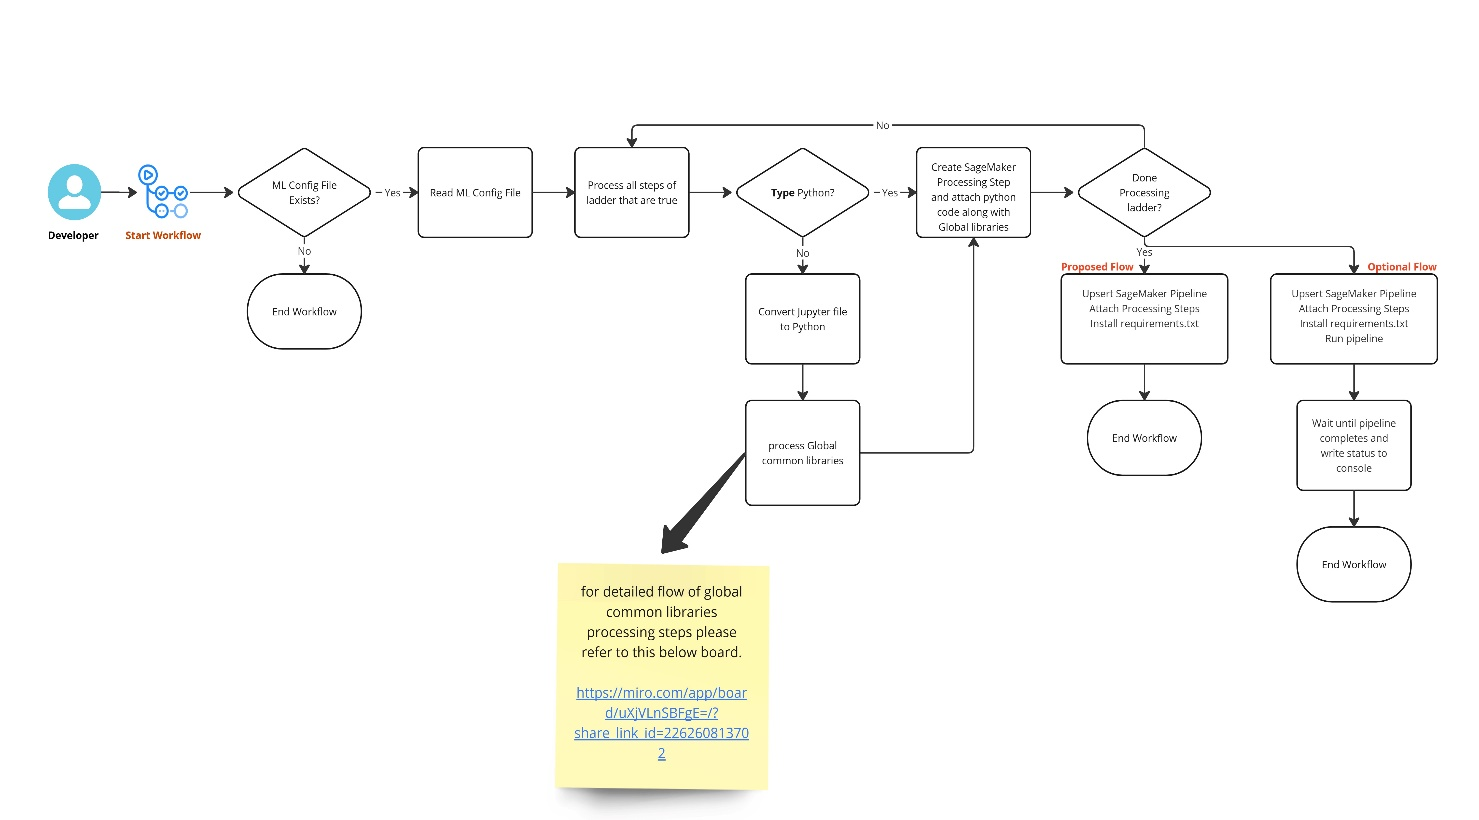 No
ML Config File
Exists?
Yes
Read ML Config File
Process all steps of
ladder that are true
Type Python?
Yes
Create SageMaker
Processing Step
and attach python
code along with
Global libraries
Done
Processing
ladder?
Developer
Start Workflow
No
No
Yes
Proposed Flow
Optional Flow
End Workflow
Convert Jupyter file
to Python
Upsert SageMaker Pipeline
Attach Processing Steps
Install requirements.txt
Upsert SageMaker Pipeline
Attach Processing Steps
Install requirements.txt
Run pipeline
process Global
common libraries
End Workflow
Wait until pipeline
completes and
write status to
console
End Workflow
for detailed flow of global
common libraries
processing steps please
refer to this below board.
https://miro.com/app/boar
d/uXjVLnSBFgE=/?
share_link_id=22626081370
2